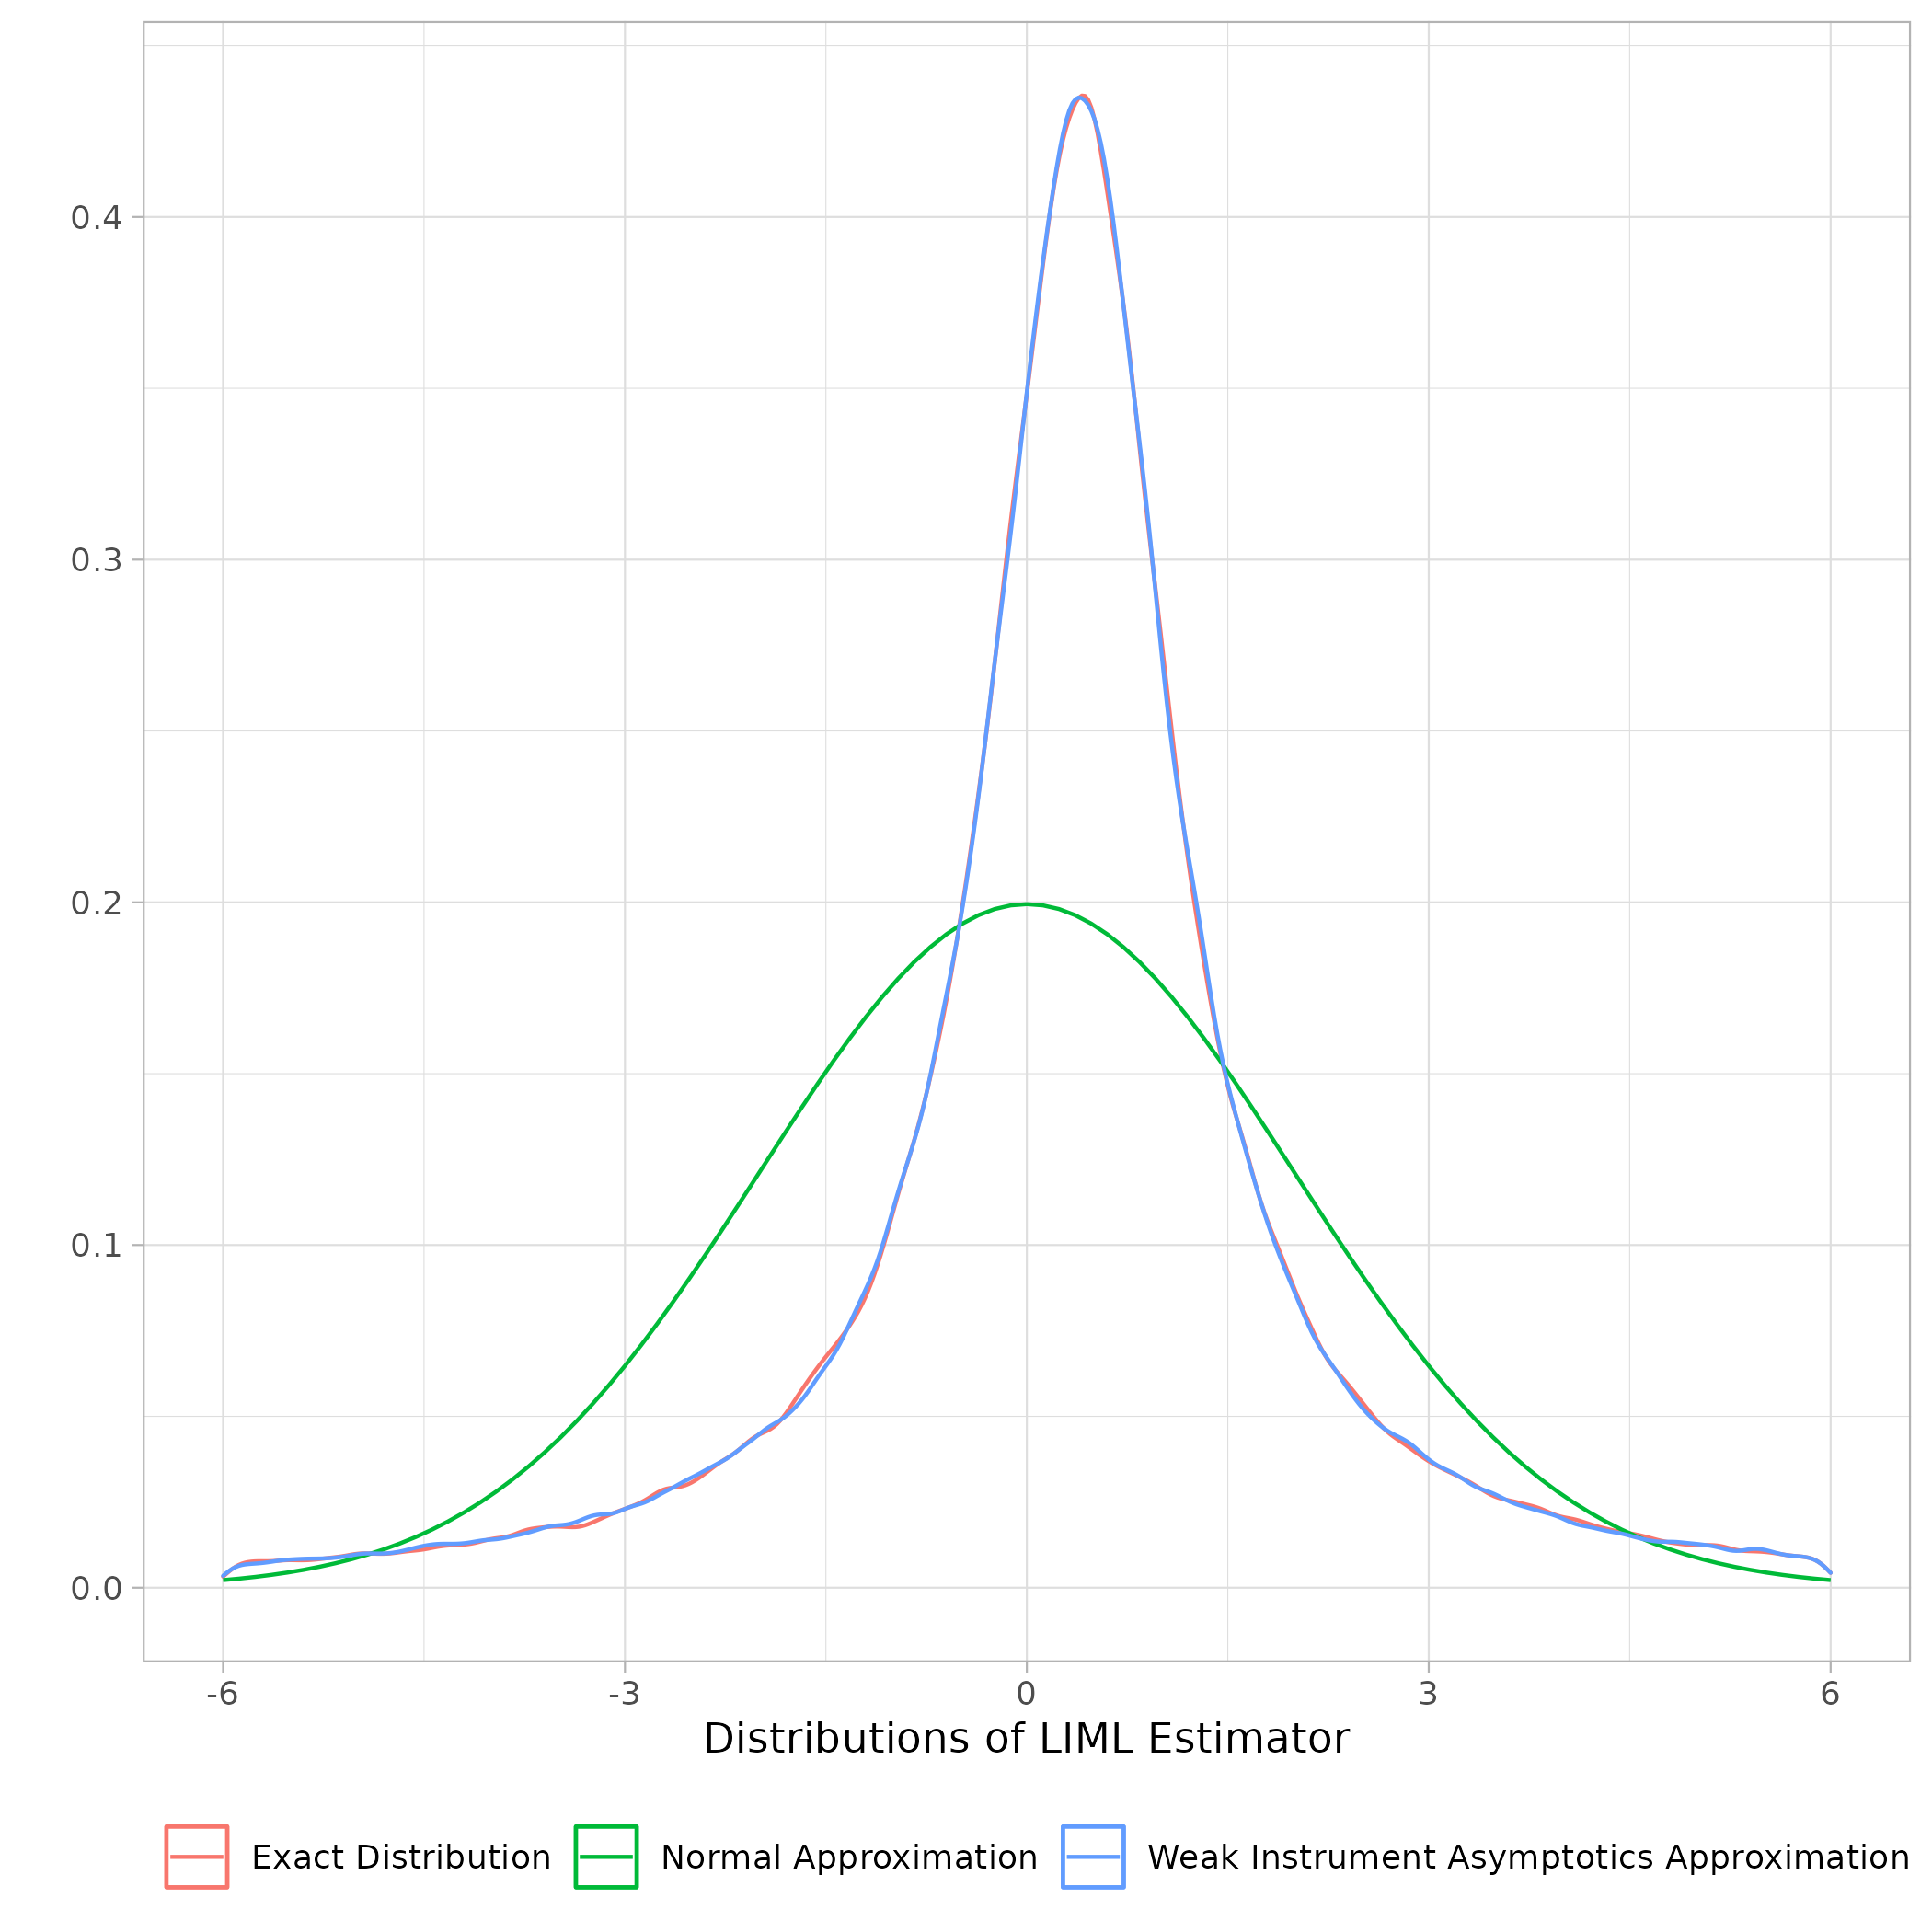 0.4
0.3
0.2
0.1
0.0
-6 -3 0 3 6
Distributions of LIML Estimator
Exact Distribution Normal Approximation Weak Instrument Asymptotics Approximation